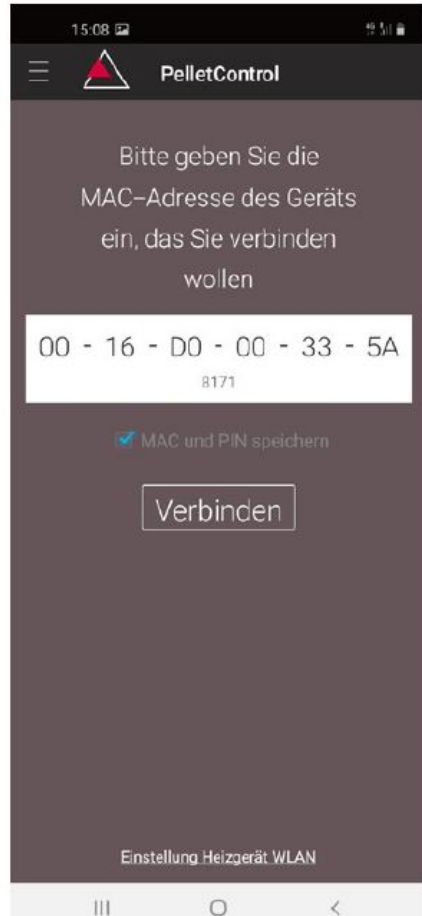 15:08
PelletControl
Bitte geben Sie die
MAC-Adresse des Geräts
ein, das Sie verbinden
wollen
00 - 16 - D0 - 00 - 33 - 5A
8171
MAC und PIN speichern
Verbinden
Einstellung Heizgerät WLAN